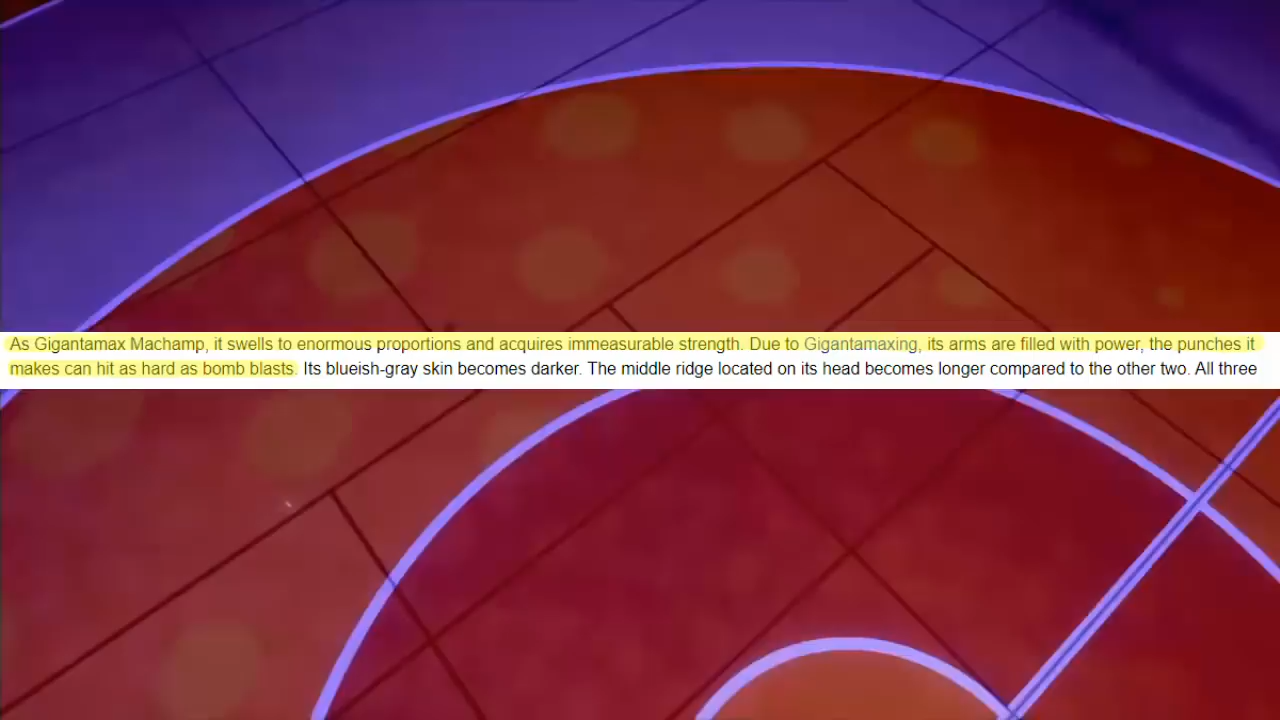 As Gigantamax Machamp, it swells to enormous proportions and acquires immeasurable strength. Due to Gigantamaxing, its arms are filled with power, the punches it
makes can hit as hard as bomb blasts. Its blueish-gray skin becomes darker. The middle ridge located on its head becomes longer compared to the other two. All three